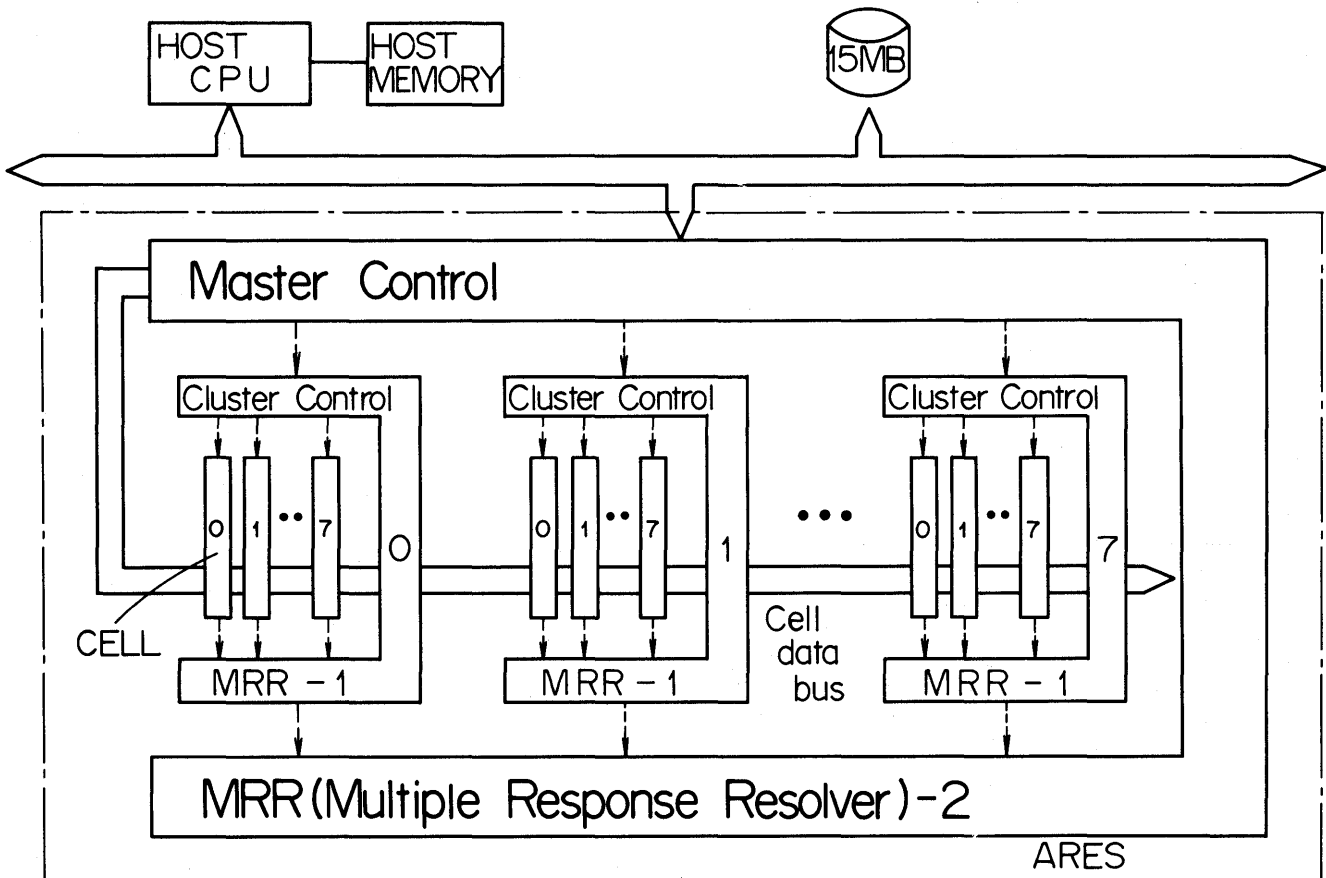 HOST
CPU
HOST
MEMORY
15MB
Master Control
Cluster Control
Cluster Control
Cluster Control
0 1 •• 7
0
0 1 •• 7
1
•••
0 1 •• 7
7
CELL
Cell
data
bus
MRR-1
MRR-1
MRR-1
MRR(Multiple Response Resolver)-2
ARES